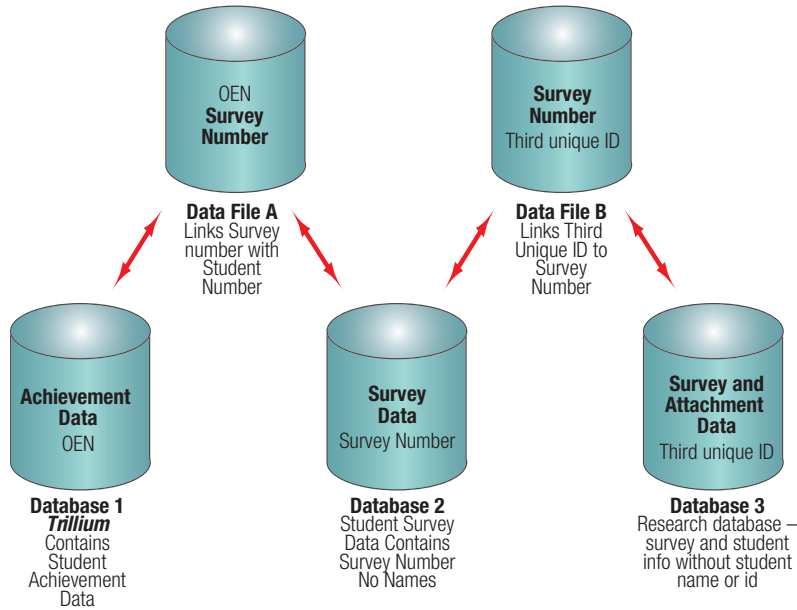 OEN
Survey
Number
Data File A
Links Survey
number with
Student
Number
Survey
Number
Third unique ID
Data File B
Links Third
Unique ID to
Survey
Number
Achievement
Data
OEN
Database 1
Trillium
Contains
Student
Achievement
Data
Survey
Data
Survey Number
Database 2
Student Survey
Data Contains
Survey Number
No Names
Survey and
Attachment
Data
Third unique ID
Database 3
Research database –
survey and student
info without student
name or id